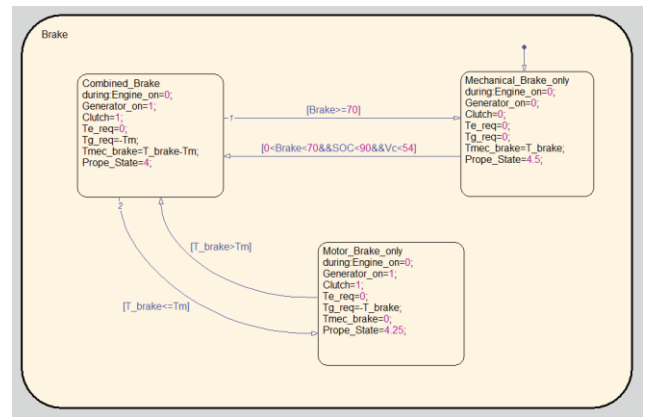 Brake
Combined_Brake
during:Engine_on=0;
Generator_on=1;
Clutch=1;
Te_req=0;
Tg_req=-Tm;
Tmec_brake=T_brake-Tm;
Prope_State=4;
1
[Brake>=70]
[0<Brake<70&&SOC<90&&Vc<54]
Mechanical_Brake_only
during:Engine_on=0;
Generator_on=0;
Clutch=0;
Te_req=0;
Tg_req=0;
Tmec_brake=T_brake;
Prope_State=4.5;
2
[T_brake>Tm]
[T_brake<=Tm]
Motor_Brake_only
during:Engine_on=0;
Generator_on=1;
Clutch=1;
Te_req=0;
Tg_req=-T_brake;
Tmec_brake=0;
Prope_State=4.25;